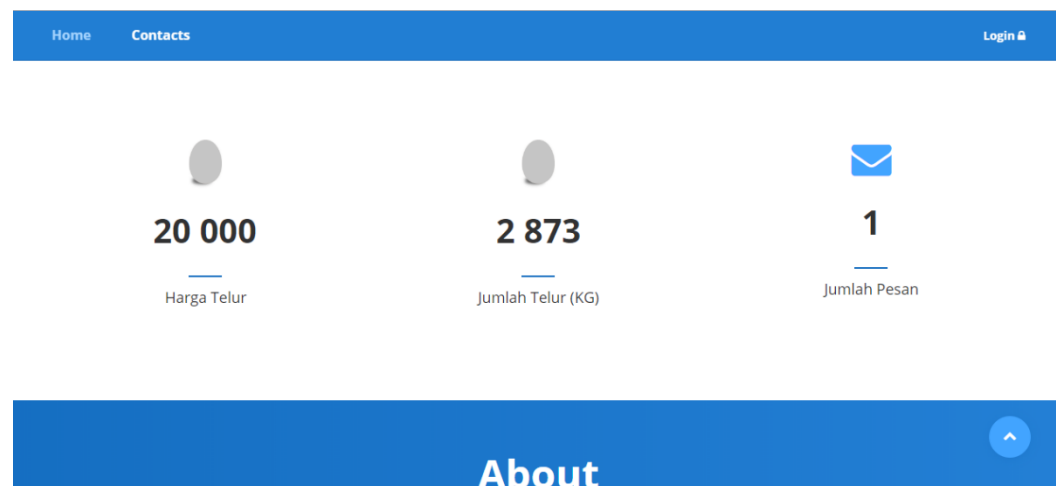 Home Contacts Login
20 000
Harga Telur
2 873
Jumlah Telur (KG)
1
Jumlah Pesan
About